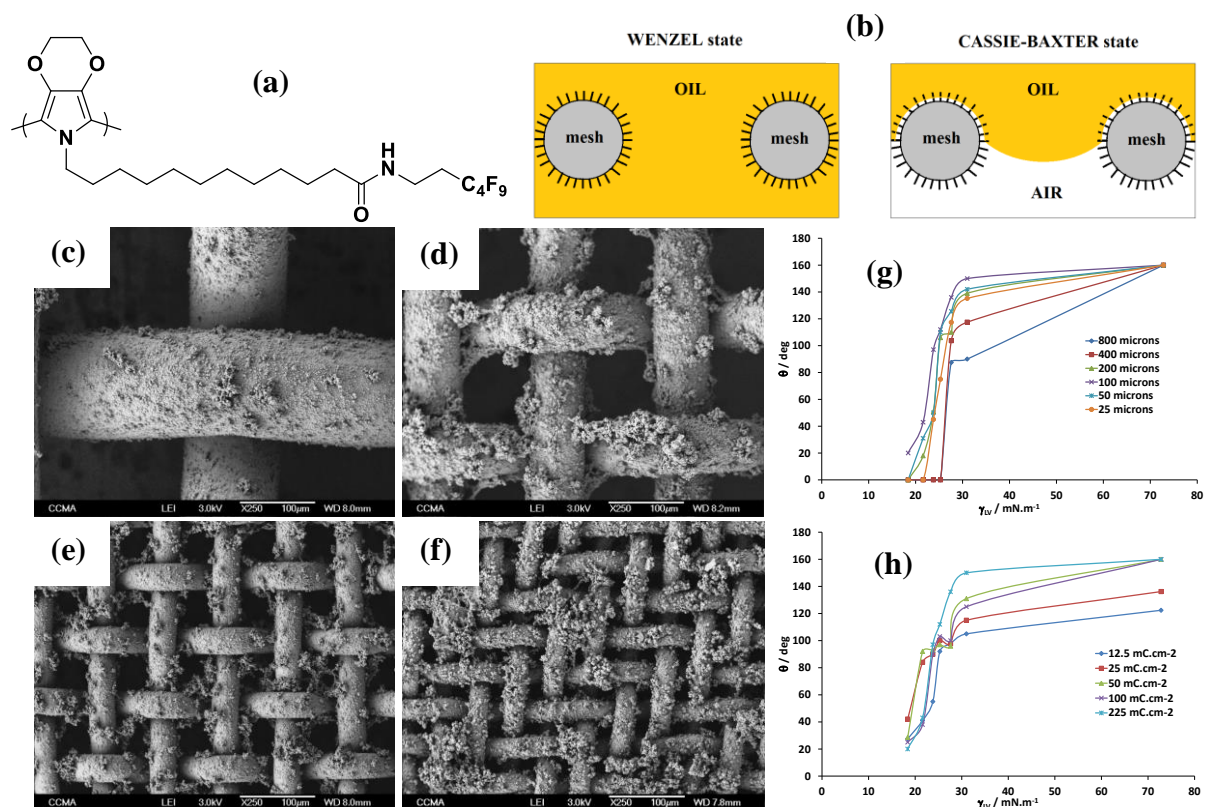 O
O
N
H
N
O
C4F9
(a)
(b)
WENZEL state
OIL
mesh
mesh
CASSIE-BAXTER state
OIL
mesh
mesh
AIR
(c)
CCMA LEI 3.0kV X250 100µm WD 8.0mm
(d)
CCMA LEI 3.0kV X250 100µm WD 8.2mm
(e)
CCMA LEI 3.0kV X250 100µm WD 8.0mm
(f)
CCMA LEI 3.0kV X250 100µm WD 7.8mm
(g)
θ / deg
180
160
140
120
100
80
60
40
20
0
800 microns
400 microns
200 microns
100 microns
50 microns
25 microns
0 10 20 30 40 50 60 70 80
γLV / mN.m-1
(h)
θ / deg
180
160
140
120
100
80
60
40
20
0
12.5 mC.cm-2
25 mC.cm-2
50 mC.cm-2
100 mC.cm-2
225 mC.cm-2
0 10 20 30 40 50 60 70 80
γLV / mN.m-1